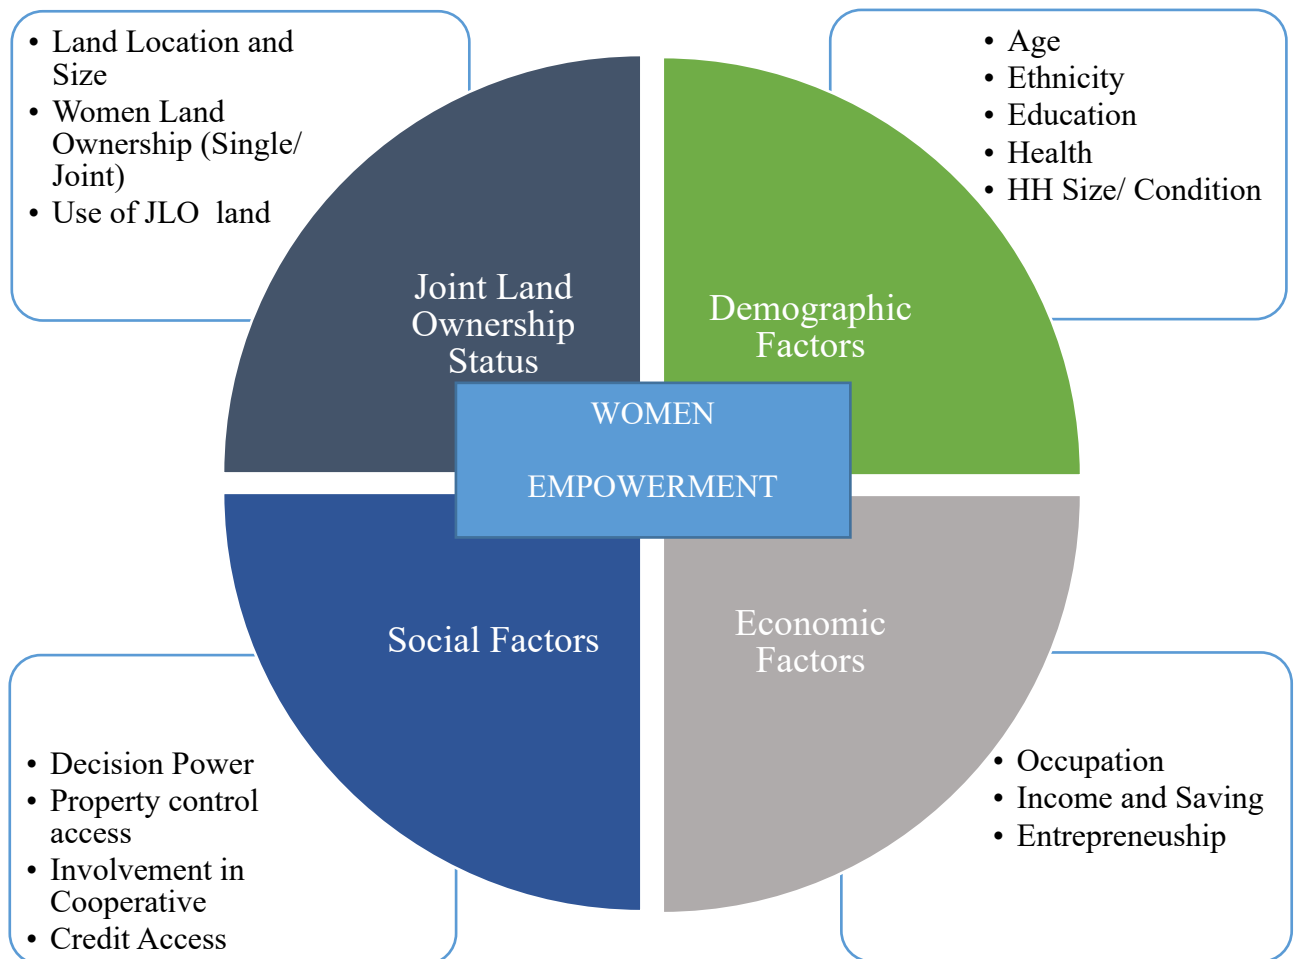 • Land Location and
Size
• Women Land
Ownership (Single/
Joint)
• Use of JLO  land
• Age
• Ethnicity
• Education
• Health
• HH Size/ Condition
Joint Land
Ownership
Status
Demographic
Factors
WOMEN
EMPOWERMENT
Social Factors
Economic
Factors
• Decision Power
• Property control
access
• Involvement in
Cooperative
• Credit Access
• Occupation
• Income and Saving
• Entrepreneuship